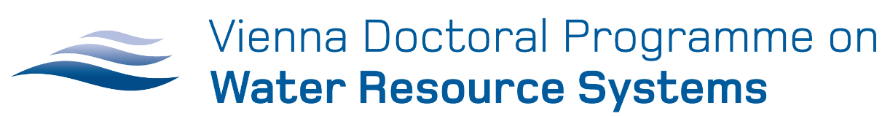 Vienna Doctoral Programme on
Water Resource Systems